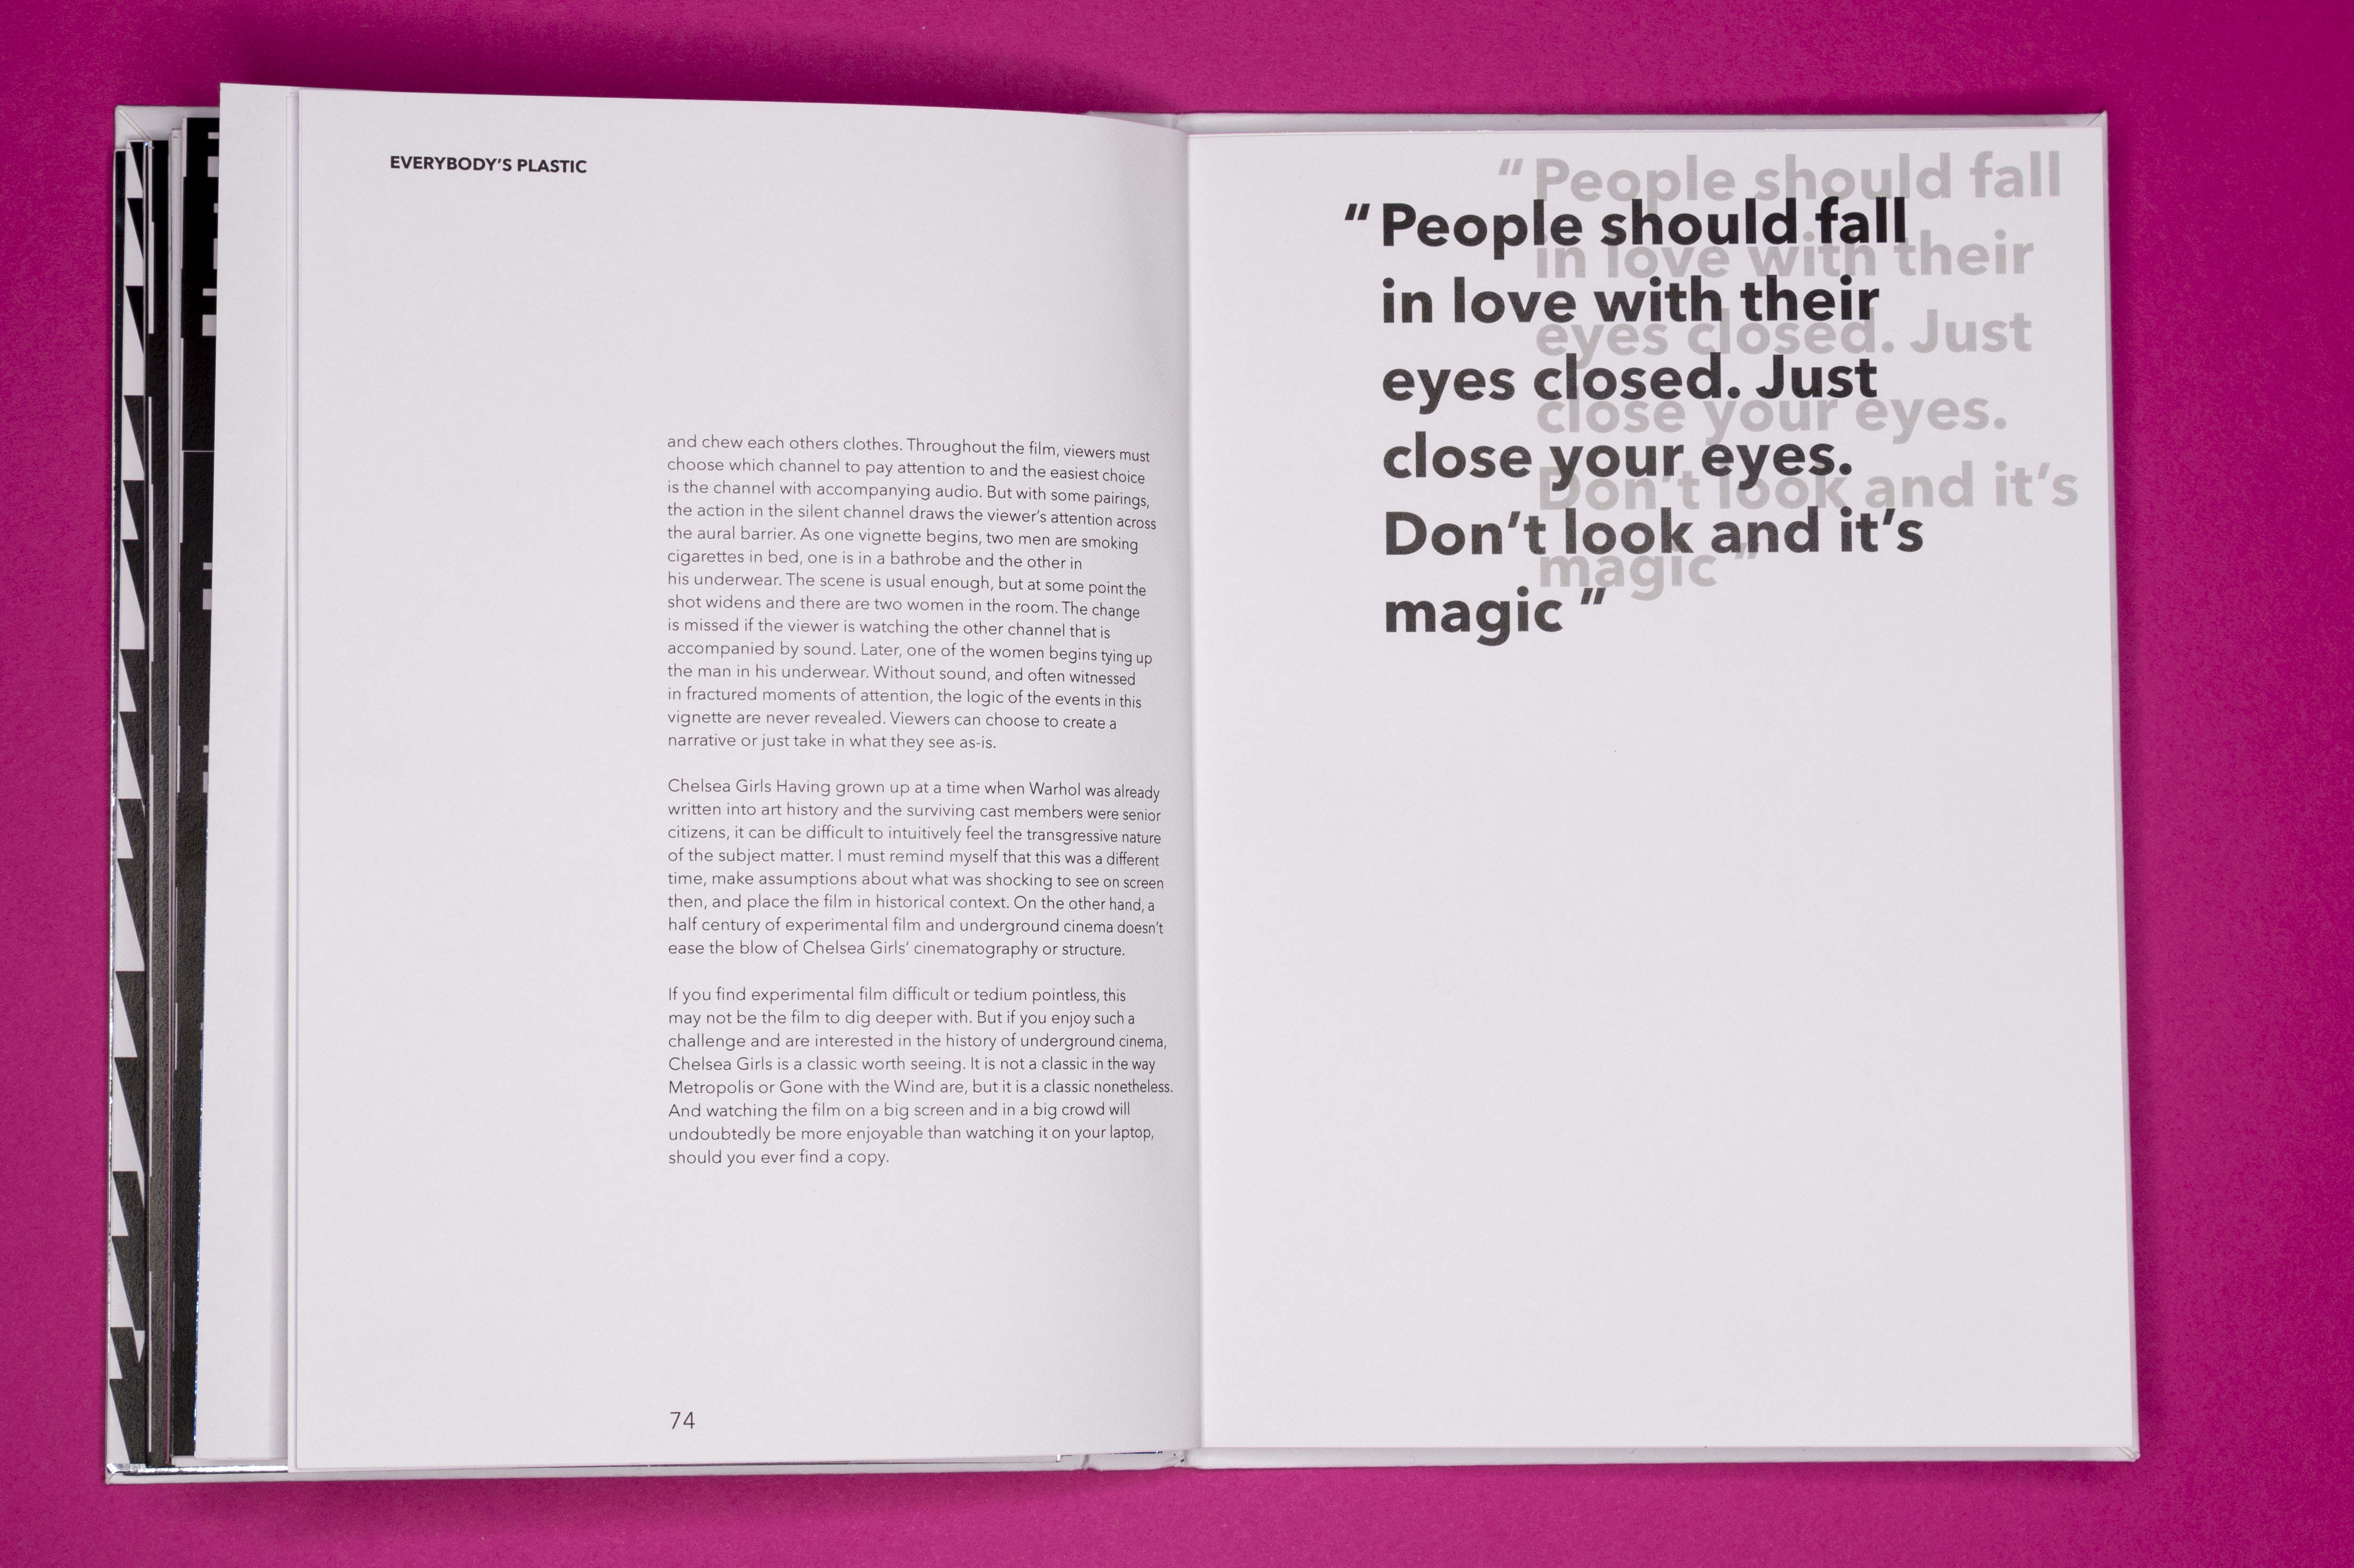 EVERYBODY’S PLASTIC
and chew each others clothes. Throughout the film, viewers must
choose which channel to pay attention to and the easiest choice
is the channel with accompanying audio. But with some pairings,
the action in the silent channel draws the viewer’s attention across
the aural barrier. As one vignette begins, two men are smoking
cigarettes in bed, one is in a bathrobe and the other in
his underwear. The scene is usual enough, but at some point the
shot widens and there are two women in the room. The change
is missed if the viewer is watching the other channel that is
accompanied by sound. Later, one of the women begins tying up
the man in his underwear. Without sound, and often witnessed
in fractured moments of attention, the logic of the events in this
vignette are never revealed. Viewers can choose to create a
narrative or just take in what they see as-is.
Chelsea Girls Having grown up at a time when Warhol was already
written into art history and the surviving cast members were senior
citizens, it can be difficult to intuitively feel the transgressive nature
of the subject matter. I must remind myself that this was a different
time, make assumptions about what was shocking to see on screen
then, and place the film in historical context. On the other hand, a
half century of experimental film and underground cinema doesn’t
ease the blow of Chelsea Girls’ cinematography or structure.
If you find experimental film difficult or tedium pointless, this
may not be the film to dig deeper with. But if you enjoy such a
challenge and are interested in the history of underground cinema,
Chelsea Girls is a classic worth seeing. It is not a classic in the way
Metropolis or Gone with the Wind are, but it is a classic nonetheless.
And watching the film on a big screen and in a big crowd will
undoubtedly be more enjoyable than watching it on your laptop,
should you ever find a copy.
74
“People should fall
in love with their
eyes closed. Just
close your eyes.
Don’t look and it’s
magic”
“People should fall
in love with their
eyes closed. Just
close your eyes.
Don’t look and it’s
magic”